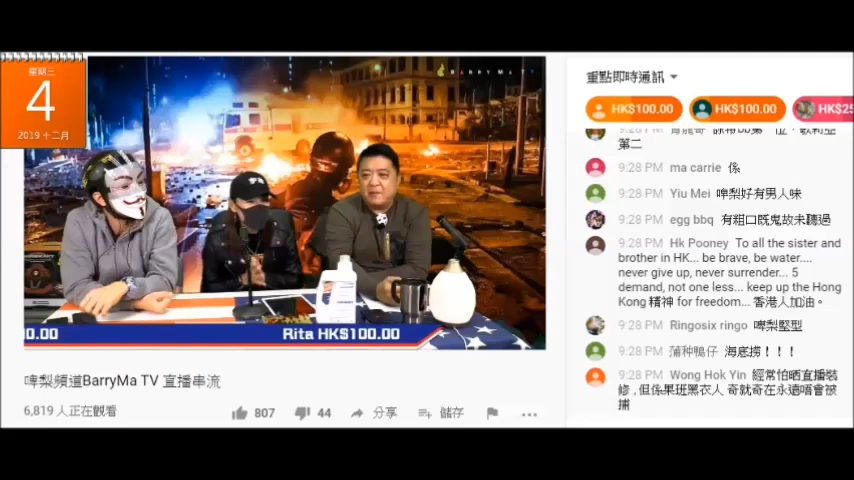 星期三
4
2019 十二月
BARRYMA TV
0.00
Rita HK$100.00
啤梨頻道BarryMa TV 直播串流
6,819 人正在觀看
807
44
分享
儲存
重點即時通訊
HK$100.00
HK$100.00
HK$25
第二
9:28 PM ma carrie 係
9:28 PM Yiu Mei 啤梨好有男人味
9:28 PM egg bbq 有粗口既鬼故未聽過
9:28 PM Hk Pooney To all the sister and
brother in HK... be brave, be water....
never give up, never surrender... 5
demand, not one less... keep up the Hong
Kong 精神 for freedom... 香港人加油。
9:28 PM Ringosix ringo 啤梨堅型
9:28 PM 蒲种鴨仔 海底撈！！！
9:28 PM Wong Hok Yin 經常怕晒直播裝
修 , 但係果班黑衣人 奇就奇在永遠唔會被
捕